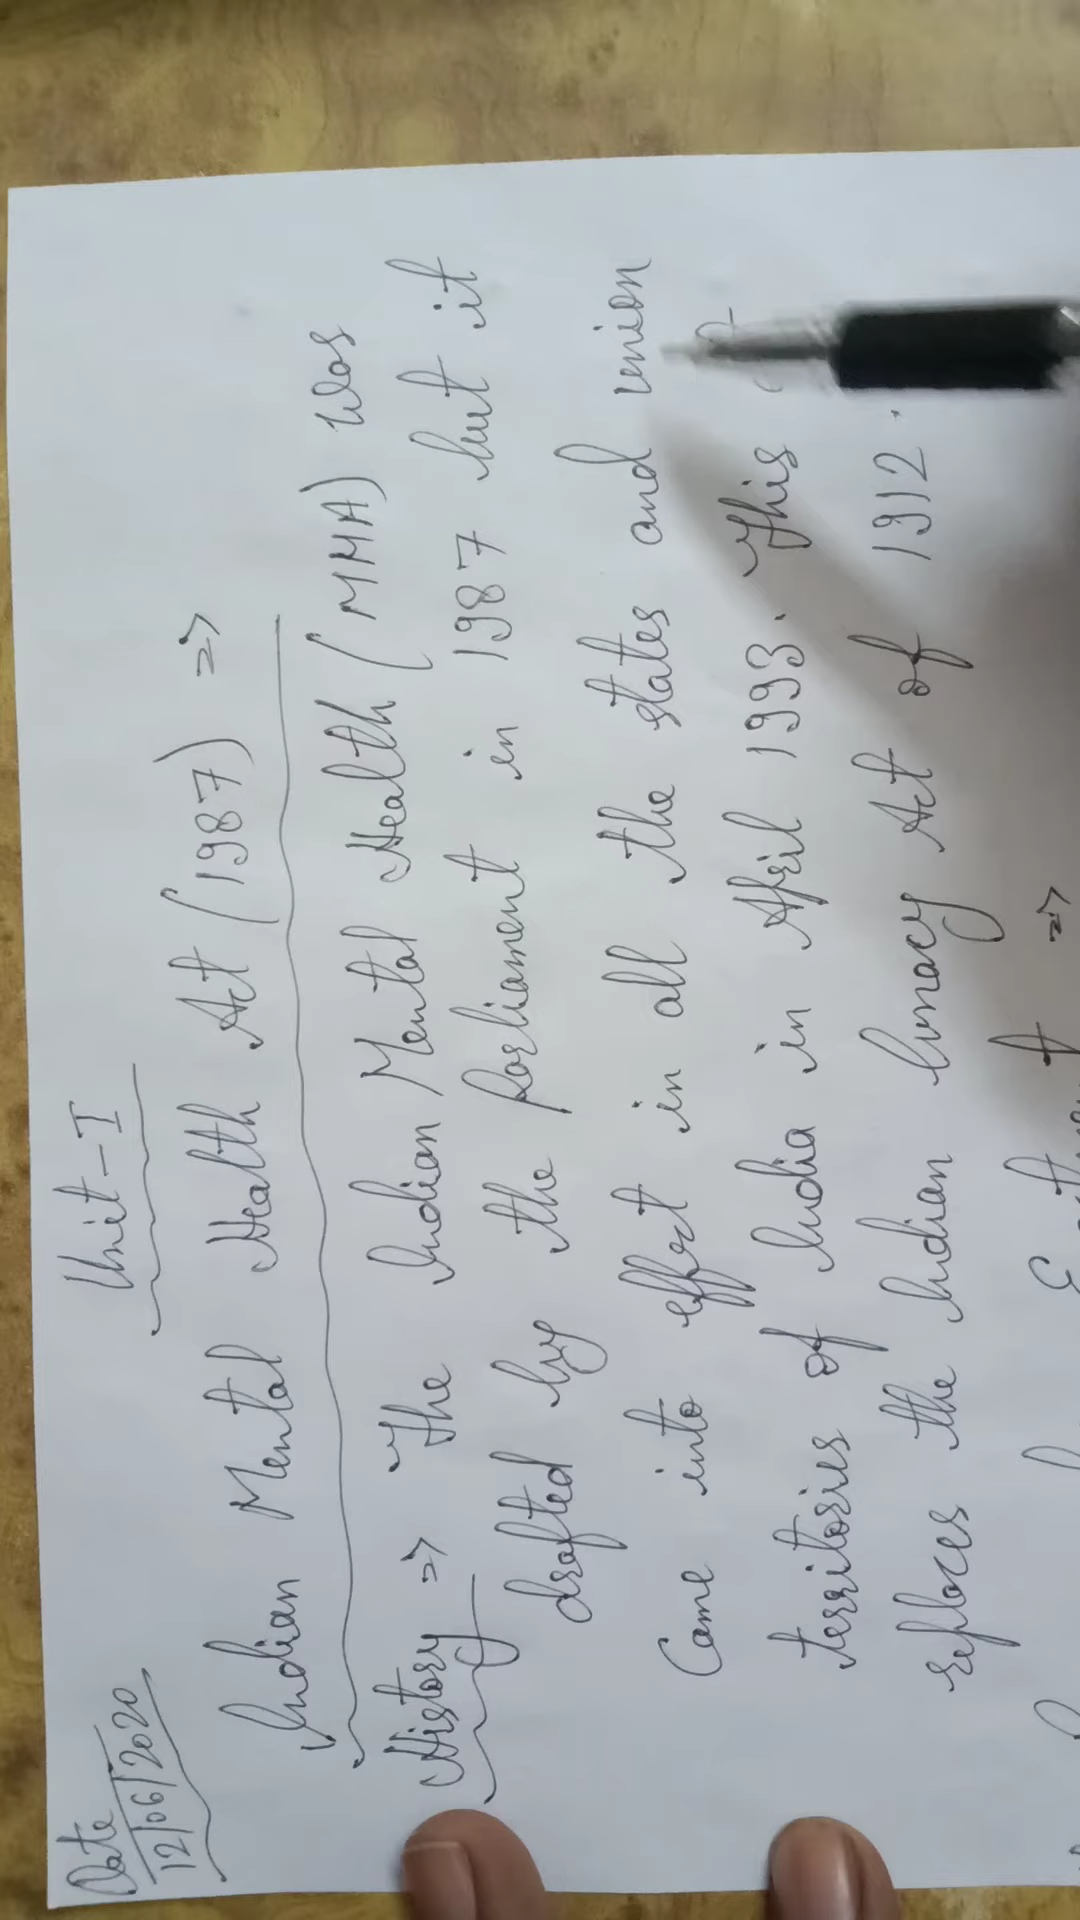 Date
12/06/2020
Unit-I
Indian Mental Health Act (1987) =>
History => The Indian Mental Health (MHA) was
drafted by the parliament in 1987 but it
Came into effect in all the states and union
territories of India in April 1993. This
replaces the Indian lunacy Act of 1912.